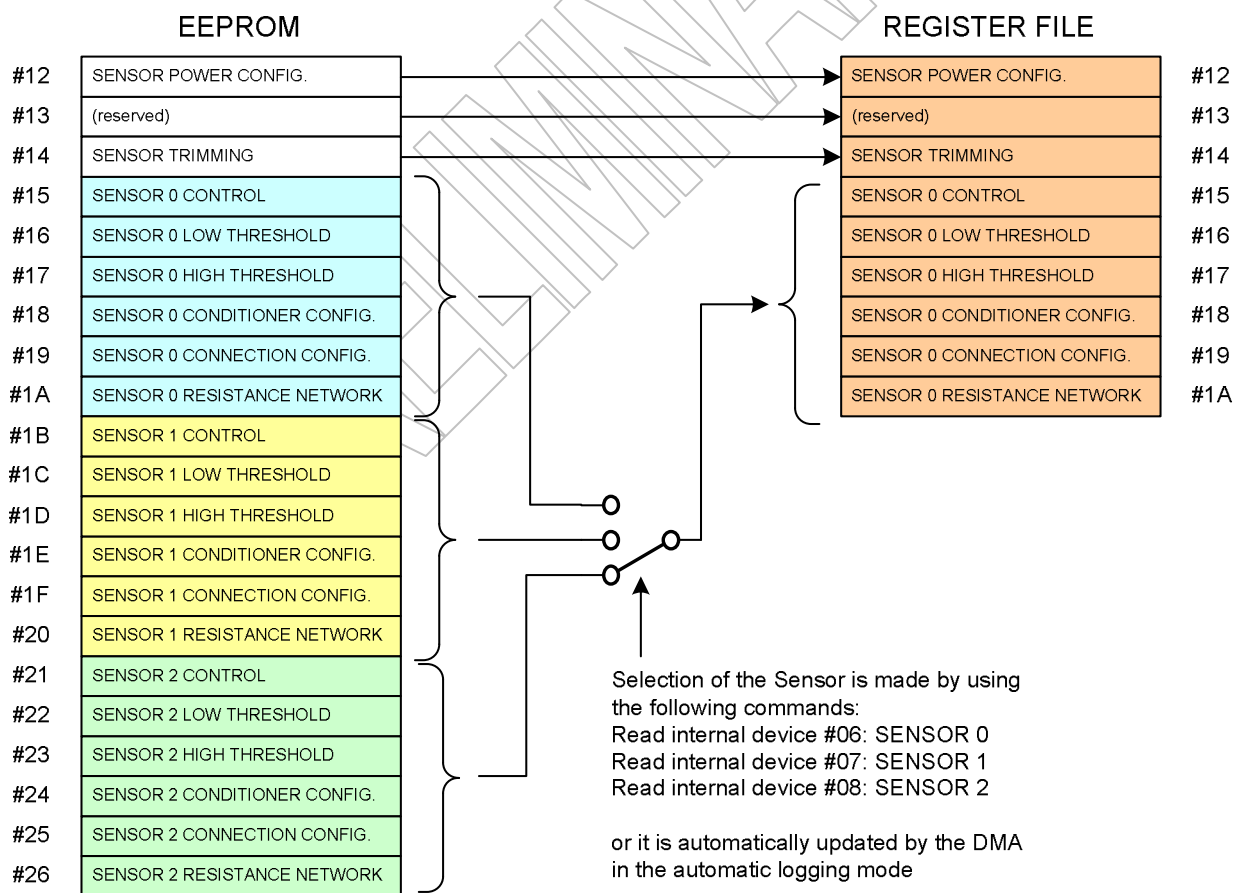 EEPROM
REGISTER FILE
#12 SENSOR POWER CONFIG.
#13 (reserved)
#14 SENSOR TRIMMING
#15 SENSOR 0 CONTROL
#16 SENSOR 0 LOW THRESHOLD
#17 SENSOR 0 HIGH THRESHOLD
#18 SENSOR 0 CONDITIONER CONFIG.
#19 SENSOR 0 CONNECTION CONFIG.
#1A SENSOR 0 RESISTANCE NETWORK
#1B SENSOR 1 CONTROL
#1C SENSOR 1 LOW THRESHOLD
#1D SENSOR 1 HIGH THRESHOLD
#1E SENSOR 1 CONDITIONER CONFIG.
#1F SENSOR 1 CONNECTION CONFIG.
#20 SENSOR 1 RESISTANCE NETWORK
#21 SENSOR 2 CONTROL
#22 SENSOR 2 LOW THRESHOLD
#23 SENSOR 2 HIGH THRESHOLD
#24 SENSOR 2 CONDITIONER CONFIG.
#25 SENSOR 2 CONNECTION CONFIG.
#26 SENSOR 2 RESISTANCE NETWORK
SENSOR POWER CONFIG. #12
(reserved) #13
SENSOR TRIMMING #14
SENSOR 0 CONTROL #15
SENSOR 0 LOW THRESHOLD #16
SENSOR 0 HIGH THRESHOLD #17
SENSOR 0 CONDITIONER CONFIG. #18
SENSOR 0 CONNECTION CONFIG. #19
SENSOR 0 RESISTANCE NETWORK #1A
Selection of the Sensor is made by using
the following commands:
Read internal device #06: SENSOR 0
Read internal device #07: SENSOR 1
Read internal device #08: SENSOR 2
or it is automatically updated by the DMA
in the automatic logging mode